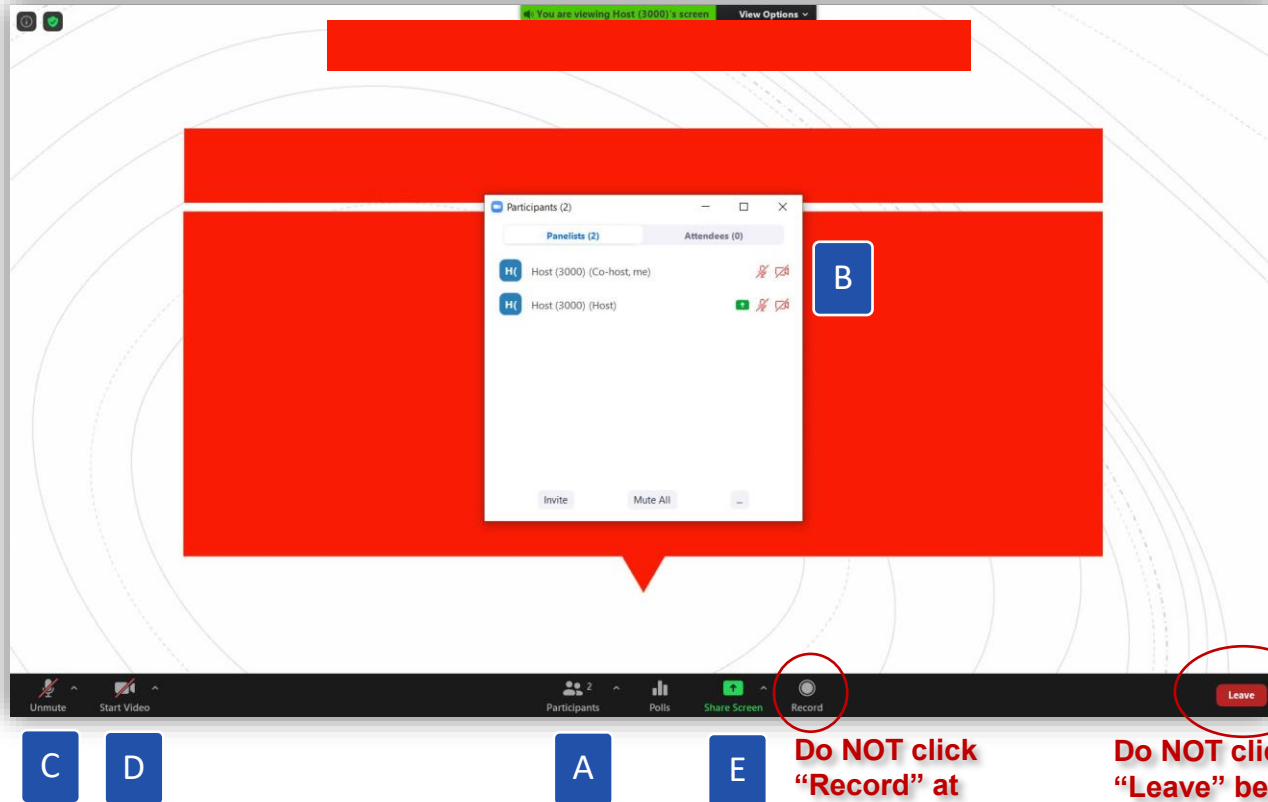 You are viewing Host (3000)'s screen View Options
Participants (2)
Panelists (2) Attendees (0)
H( Host (3000) (Co-host, me)
B
H( Host (3000) (Host)
Invite Mute All ...
Unmute Start Video 2 Participants Polls Share Screen Record Leave
C D A E
Do NOT click
"Record" at
Do NOT clic
"Leave" be